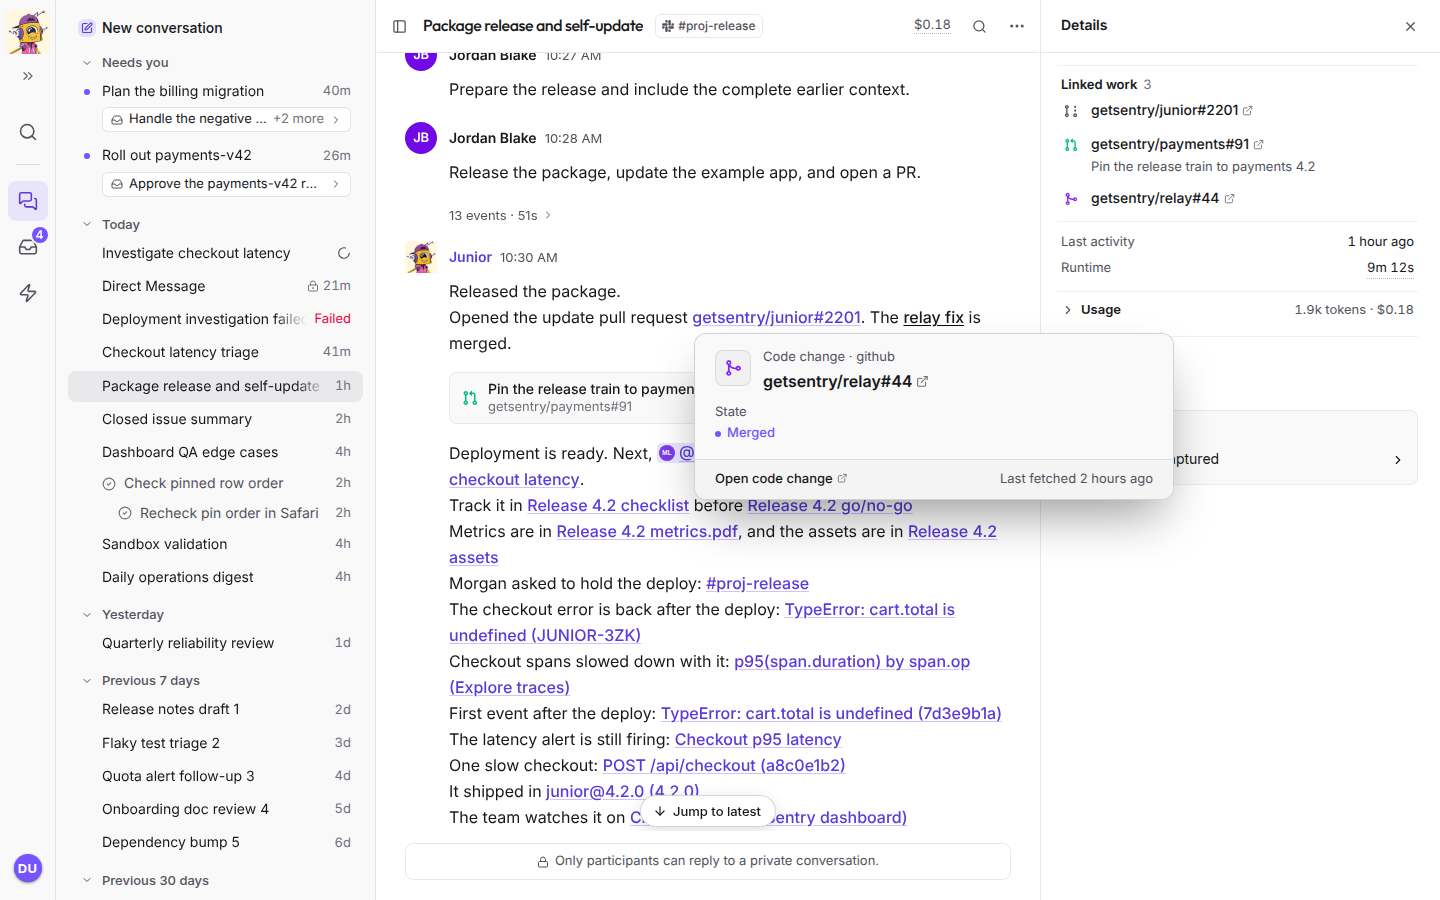 New conversation
Needs you
Plan the billing migration 40m
Handle the negative ... +2 more
Roll out payments-v42 26m
Approve the payments-v42 r...
Today
Investigate checkout latency
Direct Message 21m
Deployment investigation failed Failed
Checkout latency triage 41m
Package release and self-update 1h
Closed issue summary 2h
Dashboard QA edge cases 4h
Check pinned row order 2h
Recheck pin order in Safari 2h
Sandbox validation 4h
Daily operations digest 4h
Yesterday
Quarterly reliability review 1d
Previous 7 days
Release notes draft 1 2d
Flaky test triage 2 3d
Quota alert follow-up 3 4d
Onboarding doc review 4 5d
Dependency bump 5 6d
Previous 30 days
4
DU
Package release and self-update #proj-release $0.18
JB Jordan Blake 10:27 AM
Prepare the release and include the complete earlier context.
JB Jordan Blake 10:28 AM
Release the package, update the example app, and open a PR.
13 events · 51s
Junior 10:30 AM
Released the package.
Opened the update pull request getsentry/junior#2201. The relay fix is
merged.
Pin the release train to paymen
getsentry/payments#91
Deployment is ready. Next, ML @
checkout latency.
Track it in Release 4.2 checklist before Release 4.2 go/no-go
Metrics are in Release 4.2 metrics.pdf, and the assets are in Release 4.2
assets
Morgan asked to hold the deploy: #proj-release
The checkout error is back after the deploy: TypeError: cart.total is
undefined (JUNIOR-3ZK)
Checkout spans slowed down with it: p95(span.duration) by span.op
(Explore traces)
First event after the deploy: TypeError: cart.total is undefined (7d3e9b1a)
The latency alert is still firing: Checkout p95 latency
One slow checkout: POST /api/checkout (a8c0e1b2)
It shipped in junior@4.2.0 (4.2.0)
The team watches it on C entry dashboard)
Jump to latest
Only participants can reply to a private conversation.
Code change · github
getsentry/relay#44
State
Merged
Open code change Last fetched 2 hours ago
Details
Linked work 3
getsentry/junior#2201
getsentry/payments#91
Pin the release train to payments 4.2
getsentry/relay#44
Last activity 1 hour ago
Runtime 9m 12s
Usage 1.9k tokens · $0.18
ptured